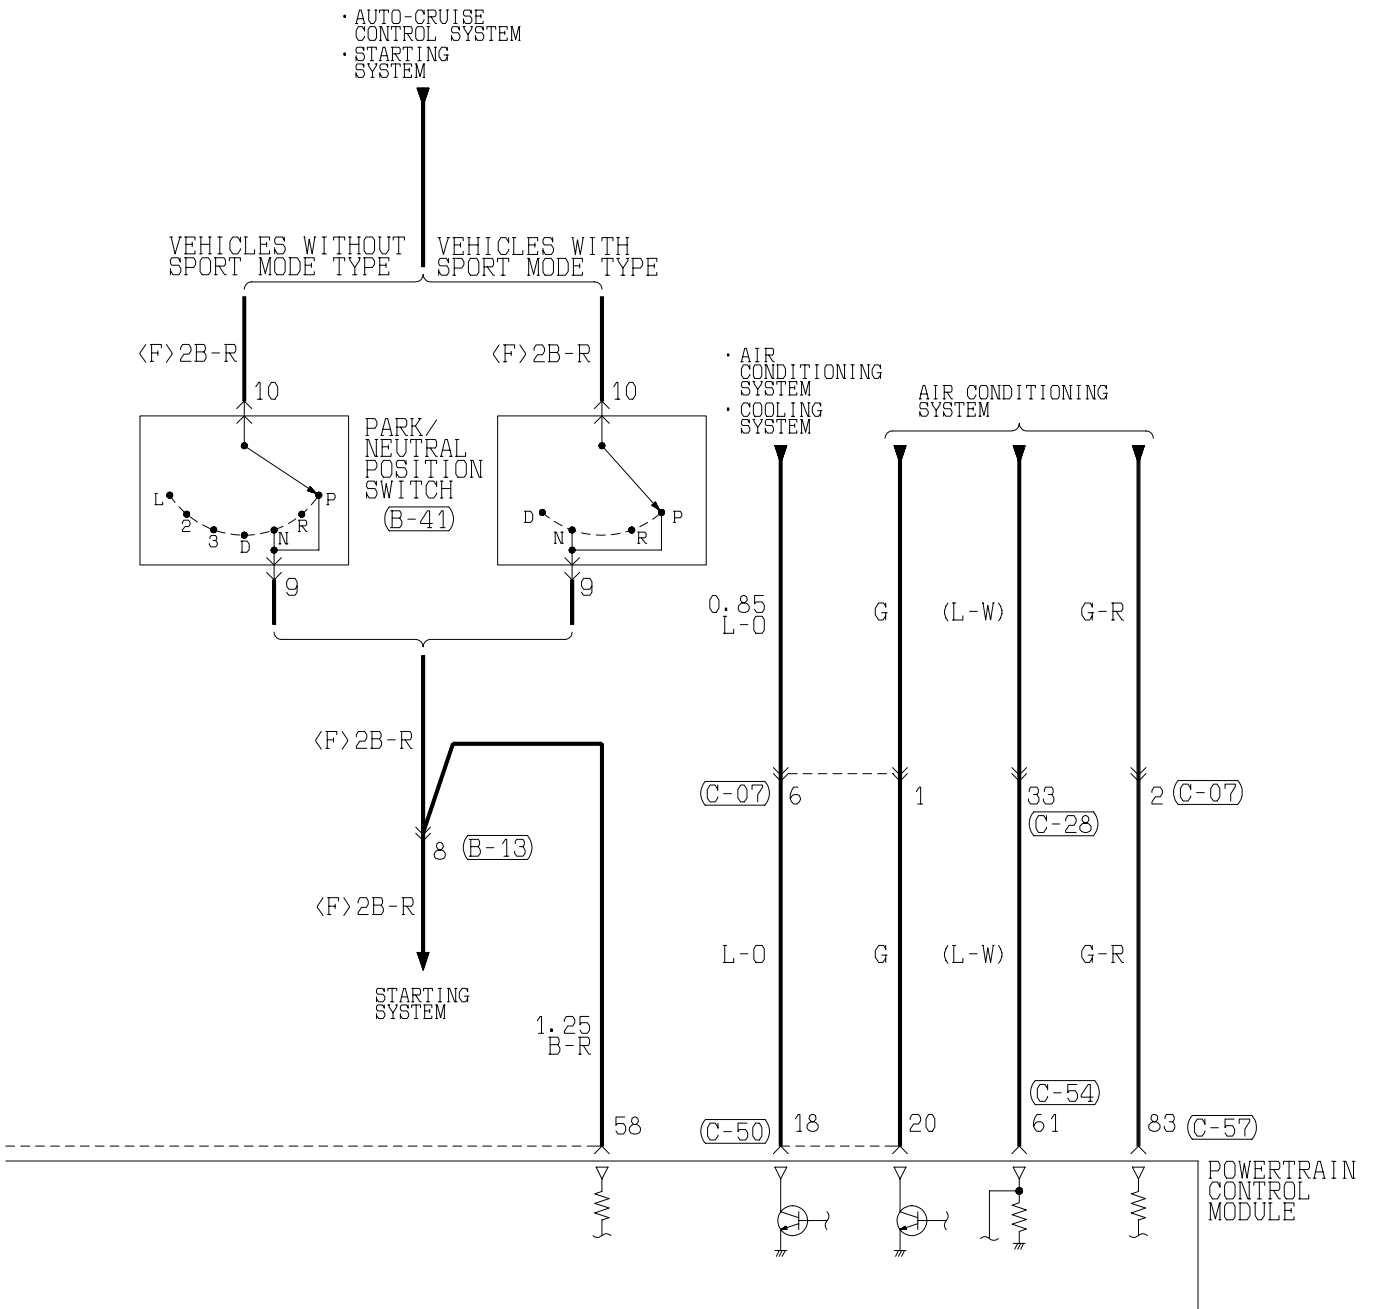 · AUTO-CRUISE
CONTROL SYSTEM
· STARTING
SYSTEM
VEHICLES WITHOUT
SPORT MODE TYPE
VEHICLES WITH
SPORT MODE TYPE
<F>2B-R
<F>2B-R
10
10
· AIR
CONDITIONING
SYSTEM
· COOLING
SYSTEM
AIR CONDITIONING
SYSTEM
PARK/
NEUTRAL
POSITION
SWITCH
B-41
L
2
3
D
N
R
P
D
N
R
P
9
9
0.85
L-O
G
(L-W)
G-R
<F>2B-R
C-07
6
1
33
C-28
2
C-07
8
B-13
<F>2B-R
L-O
G
(L-W)
G-R
STARTING
SYSTEM
1.25
B-R
58
C-50
18
20
C-54
61
83
C-57
POWERTRAIN
CONTROL
MODULE